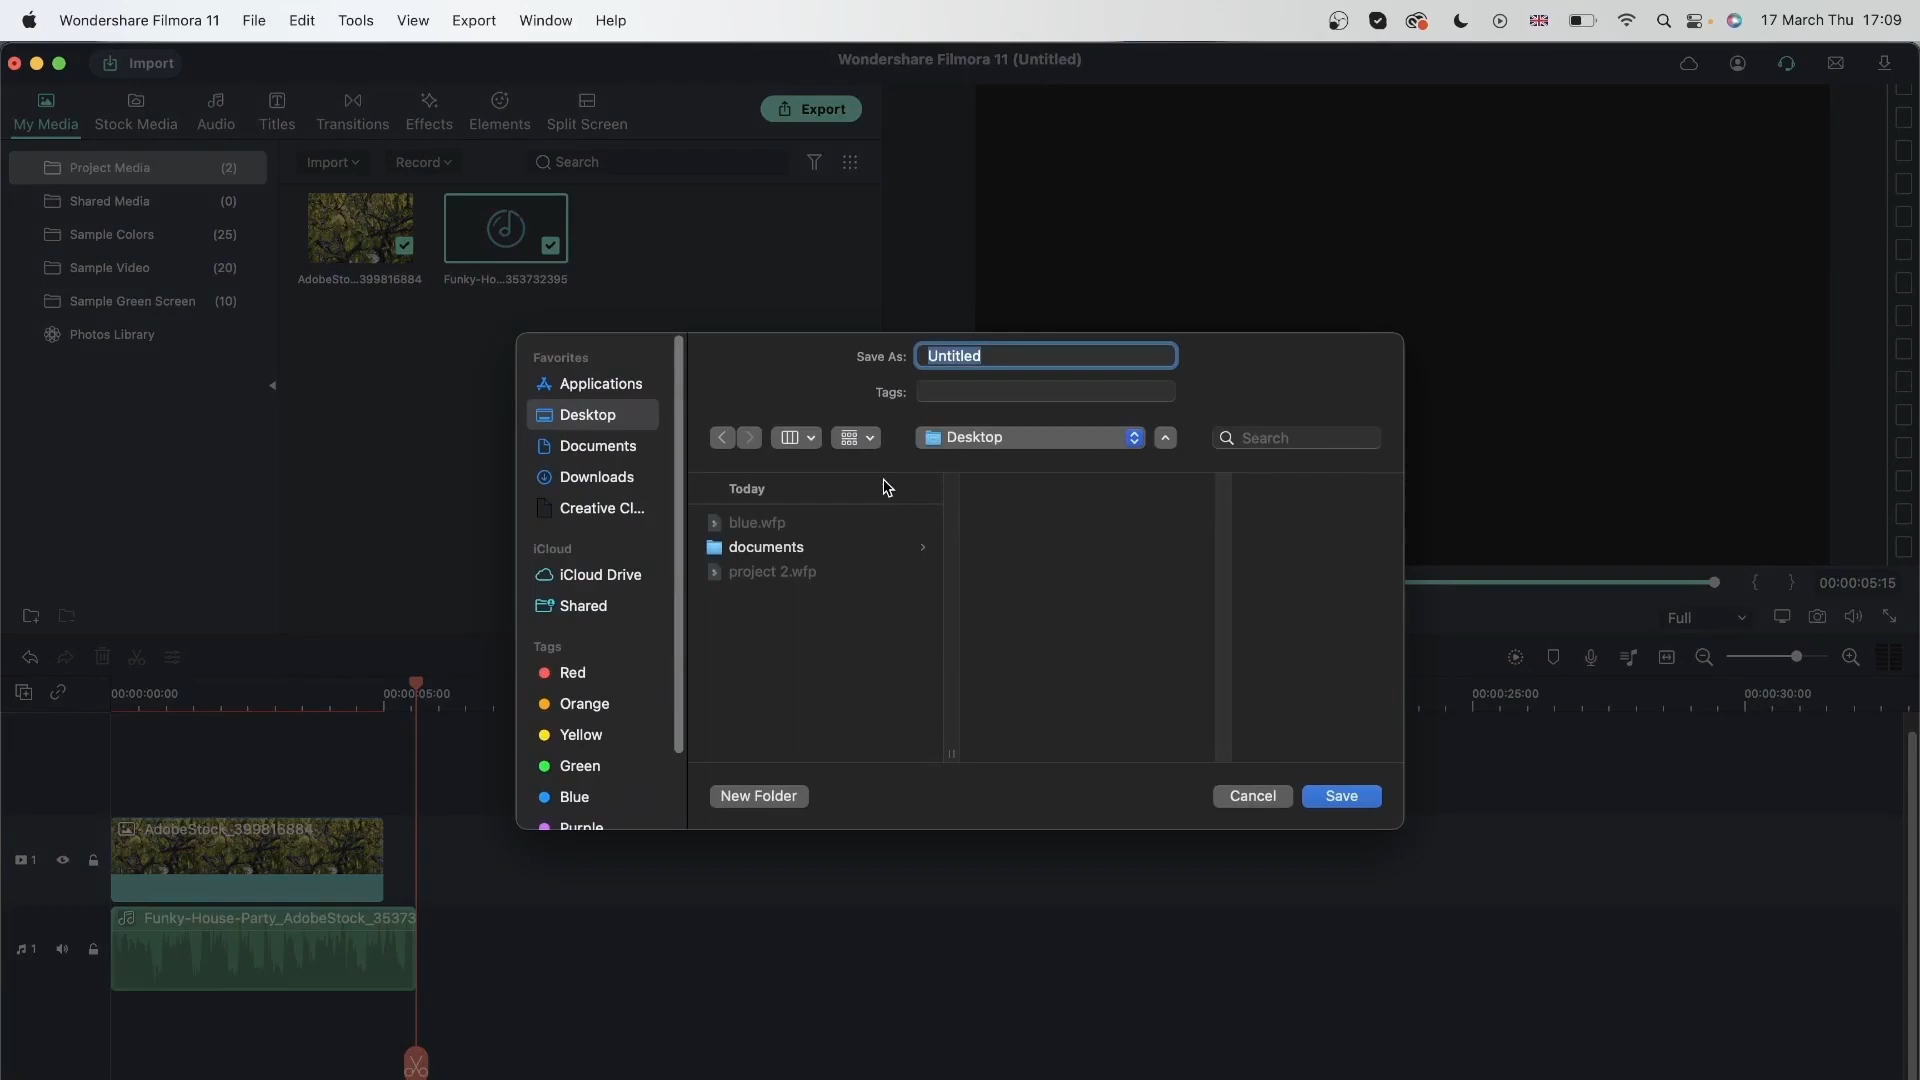 Wondershare Filmora 11 File Edit Tools View Export Window Help 17 March Thu 17:09
Import Wondershare Filmora 11 (Untitled)
My Media Stock Media Audio Titles Transitions Effects Elements Split Screen Export
Import Record Search
Project Media (2)
Shared Media (0)
Sample Colors (25)
Sample Video (20)
Sample Green Screen (10)
Photos Library
AdobeSto...399816884 Funky-Ho...353732395
Favorites
Applications
Desktop
Documents
Downloads
Creative Cl...
iCloud
iCloud Drive
Shared
Tags
Red
Orange
Yellow
Green
Blue
Purple
Save As: Untitled
Tags:
Desktop Search
Today
blue.wfp
documents
project 2.wfp
New Folder Cancel Save
{ } 00:00:05:15
Full
00:00:00:00 00:00:05:00 00:00:25:00 00:00:30:00
1 AdobeStock_399816884
1 Funky-House-Party_AdobeStock_35373